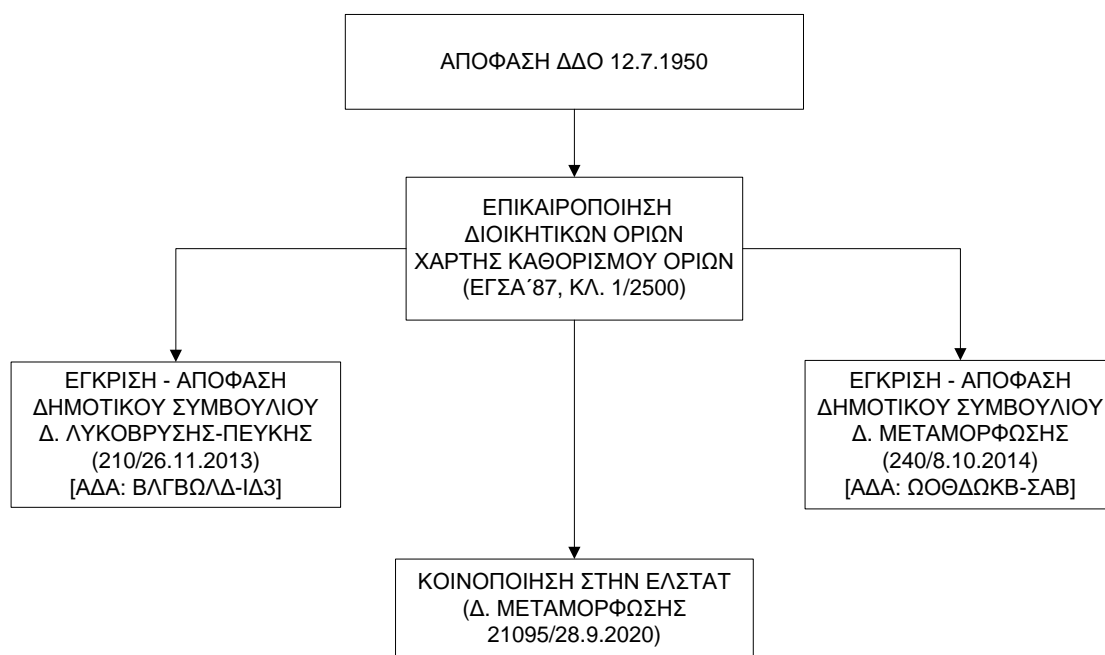 ΑΠΟΦΑΣΗ ΔΔΟ 12.7.1950
ΕΠΙΚΑΙΡΟΠΟΙΗΣΗ
ΔΙΟΙΚΗΤΙΚΩΝ ΟΡΙΩΝ
ΧΑΡΤΗΣ ΚΑΘΟΡΙΣΜΟΥ ΟΡΙΩΝ
(ΕΓΣΑ΄87, ΚΛ. 1/2500)
ΕΓΚΡΙΣΗ - ΑΠΟΦΑΣΗ
ΔΗΜΟΤΙΚΟΥ ΣΥΜΒΟΥΛΙΟΥ
Δ. ΛΥΚΟΒΡΥΣΗΣ-ΠΕΥΚΗΣ
(210/26.11.2013)
[ΑΔΑ: ΒΛΓΒΩΛΔ-ΙΔ3]
ΕΓΚΡΙΣΗ - ΑΠΟΦΑΣΗ
ΔΗΜΟΤΙΚΟΥ ΣΥΜΒΟΥΛΙΟΥ
Δ. ΜΕΤΑΜΟΡΦΩΣΗΣ
(240/8.10.2014)
[ΑΔΑ: ΩΟΘΔΩΚΒ-ΣΑΒ]
ΚΟΙΝΟΠΟΙΗΣΗ ΣΤΗΝ ΕΛΣΤΑΤ
(Δ. ΜΕΤΑΜΟΡΦΩΣΗΣ
21095/28.9.2020)